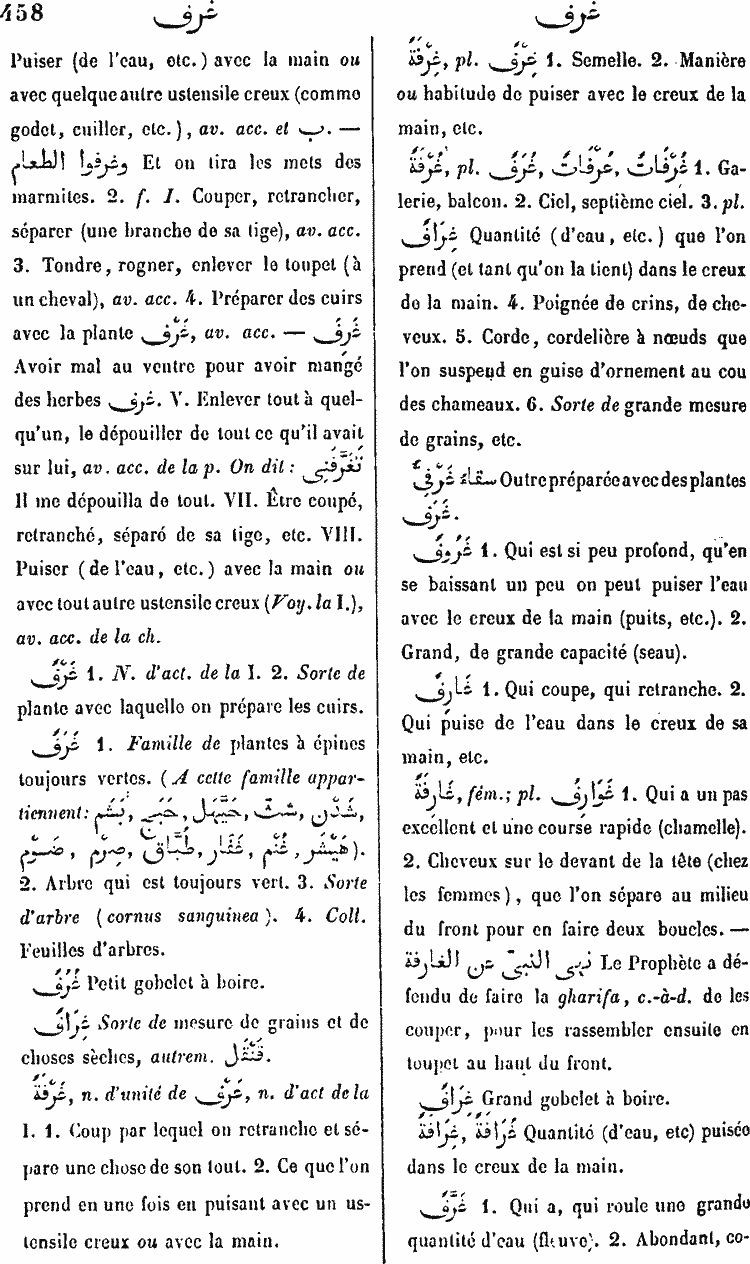 458
غرف
غرف
Puiser (de l'eau, etc.) avec la main ou
avec quelque autre ustensile creux (comme
godet, cuiller, etc.), av. acc. et ب. —
وغرفوا الطعام Et on tira les mets des
marmites. 2. f. I. Couper, retrancher,
séparer (une branche de sa tige), av. acc.
3. Tondre, rogner, enlever le toupet (à
un cheval), av. acc. 4. Préparer des cuirs
avec la plante غَرْف, av. acc. — غَرِفَ
Avoir mal au ventre pour avoir mangé
des herbes غرف. V. Enlever tout à quel-
qu'un, le dépouiller de tout ce qu'il avait
sur lui, av. acc. de la p. On dit : تَغَرَّفَنِى
Il me dépouilla de tout. VII. Être coupé,
retranché, séparé de sa tige, etc. VIII.
Puiser (de l'eau, etc.) avec la main ou
avec tout autre ustensile creux (Voy. la I.),
av. acc. de la ch.
غَرْفٌ 1. N. d'act. de la I. 2. Sorte de
plante avec laquelle on prépare les cuirs.
غَرَفٌ 1. Famille de plantes à épines
toujours vertes. (A cette famille appar-
tiennent: بَشَم, حَبَج, حَيَّهَل, شَثّ, شَدْن,
ضَرْم, صِرْم, طُبَّاق, غَفَار, عُتُم, هَيْشَر).
2. Arbre qui est toujours vert. 3. Sorte
d'arbre (cornus sanguinea). 4. Coll.
Feuilles d'arbres.
غُرُفٌ Petit gobelet à boire.
غِرَافٌ Sorte de mesure de grains et de
choses sèches, autrem. قَنْقَل.
غَرْفَةٌ, n. d'unité de غَرْفٌ, n. d'act de la
I. 1. Coup par lequel on retranche et sé-
pare une chose de son tout. 2. Ce que l'on
prend en une fois en puisant avec un us-
tensile creux ou avec la main.
غِرْفَةٌ, pl. غِرَفٌ 1. Semelle. 2. Manière
ou habitude de puiser avec le creux de la
main, etc.
غُرْفَةٌ, pl. غُرَفٌ, غُرَفَاتٌ, غُرْفَاتٌ 1. Ga-
lerie, balcon. 2. Ciel, septième ciel. 3. pl.
غِرَافٌ Quantité (d'eau, etc.) que l'on
prend (et tant qu'on la tient) dans le creux
de la main. 4. Poignée de crins, de che-
veux. 5. Corde, cordelière à nœuds que
l'on suspend en guise d'ornement au cou
des chameaux. 6. Sorte de grande mesure
de grains, etc.
سقاء غَرْفِىٌّ Outre préparée avec des plantes
غَرْف.
غَرُوفٌ 1. Qui est si peu profond, qu'en
se baissant un peu on peut puiser l'eau
avec le creux de la main (puits, etc.). 2.
Grand, de grande capacité (seau).
غَارِفٌ 1. Qui coupe, qui retranche. 2.
Qui puise de l'eau dans le creux de sa
main, etc.
غَارِفَةٌ, fém.; pl. غَوَارِفُ 1. Qui a un pas
excellent et une course rapide (chamelle).
2. Cheveux sur le devant de la tête (chez
les femmes), que l'on sépare au milieu
du front pour en faire deux boucles. —
نهى النبىّ عن الغارفة Le Prophète a dé-
fendu de faire la gharifa, c.-à-d. de les
couper, pour les rassembler ensuite en
toupet au haut du front.
غُرَافٌ Grand gobelet à boire.
غُرَافَةٌ, غِرَافَةٌ Quantité (d'eau, etc) puisée
dans le creux de la main.
غَرَّافٌ 1. Qui a, qui roule une grande
quantité d'eau (fleuve). 2. Abondant, co-